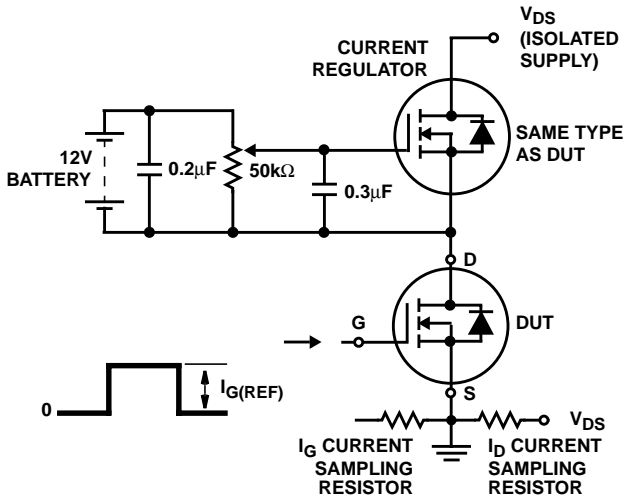 V_DS
(ISOLATED
SUPPLY)
CURRENT
REGULATOR
SAME TYPE
AS DUT
12V
BATTERY
0.2μF
50kΩ
0.3μF
D
G
DUT
I_G(REF)
0
S
V_DS
I_G CURRENT
SAMPLING
RESISTOR
I_D CURRENT
SAMPLING
RESISTOR